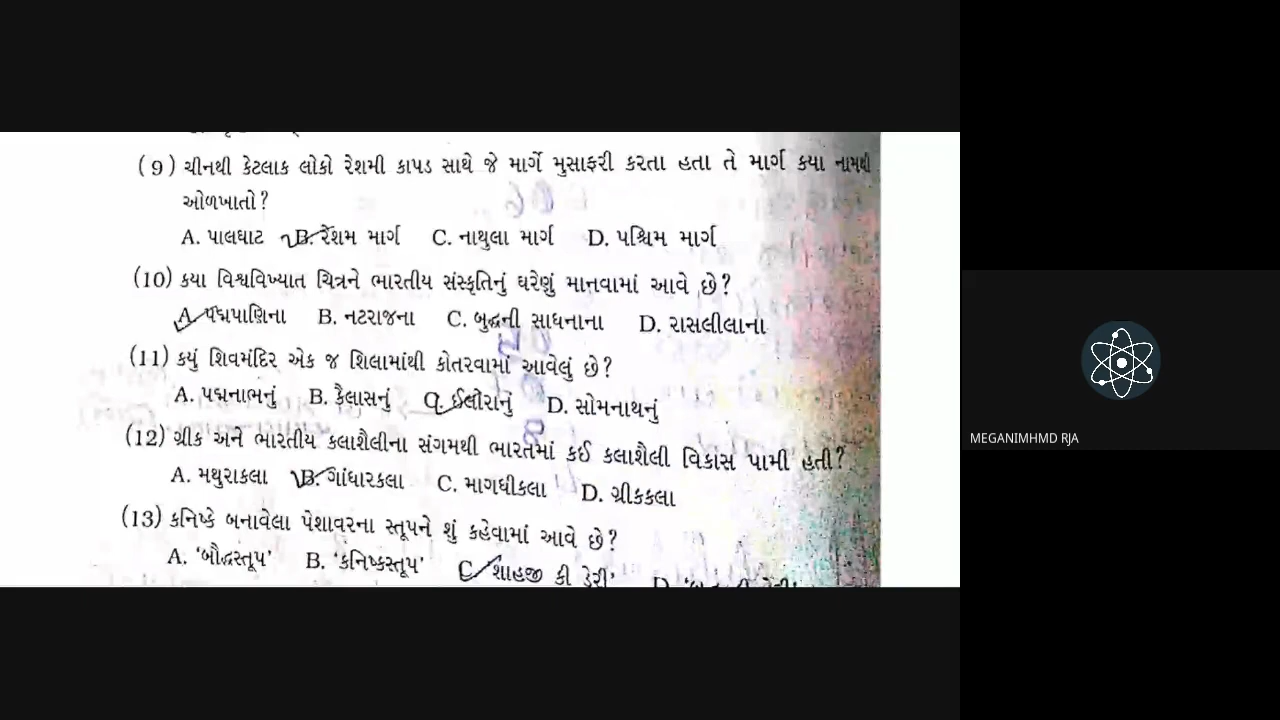 (9) ચીનથી કેટલાક લોકો રેશમી કાપડ સાથે જે માર્ગે મુસાફરી કરતા હતા તે માર્ગ કયા નામથી
ઓળખાતો?
A. પાલઘાટ B. રેશમ માર્ગ C. નાથુલા માર્ગ D. પશ્ચિમ માર્ગ
(10) કયા વિશ્વવિખ્યાત ચિત્રને ભારતીય સંસ્કૃતિનું ઘરેણું માનવામાં આવે છે?
A. પદ્મપાણિના B. નટરાજના C. બુદ્ધની સાધનાના D. રાસલીલાના
(11) કયું શિવમંદિર એક જ શિલામાંથી કોતરવામાં આવેલું છે?
A. પદ્મનાભનું B. કૈલાસનું C. ઈલોરાનું D. સોમનાથનું
(12) ગ્રીક અને ભારતીય કલાશૈલીના સંગમથી ભારતમાં કઈ કલાશૈલી વિકાસ પામી હતી?
A. મથુરાકલા B. ગાંધારકલા C. માગધીકલા D. ગ્રીકકલા
(13) કનિષ્કે બનાવેલા પેશાવરના સ્તૂપને શું કહેવામાં આવે છે?
A. 'બૌદ્ધસ્તૂપ' B. 'કનિષ્કસ્તૂપ' C. 'શાહજી કી ડેરી'
MEGANIMHMD RJA